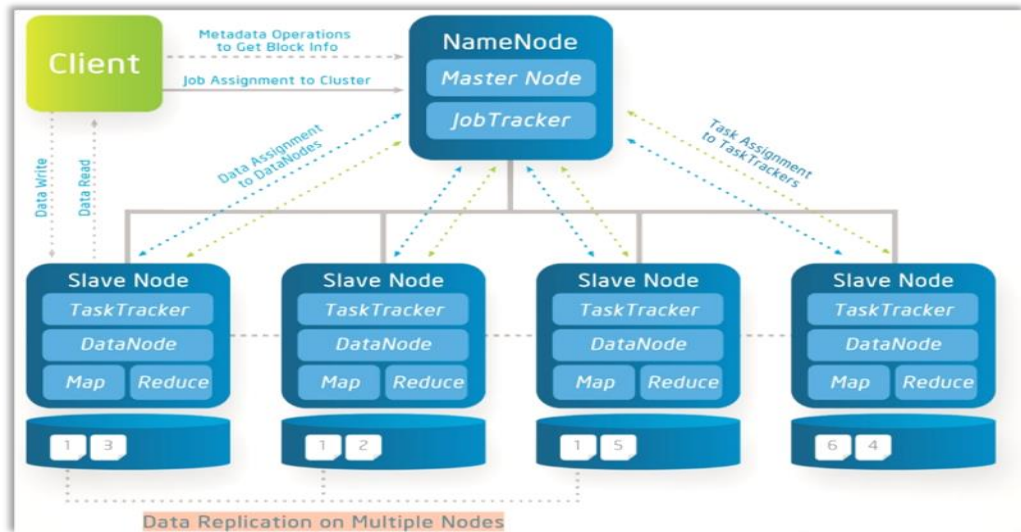 Client
Metadata Operations
to Get Block Info
Job Assignment to Cluster
NameNode
Master Node
JobTracker
Data Write
Data Read
Data Assignment
to DataNodes
Task Assignment
to TaskTrackers
Slave Node
TaskTracker
DataNode
Map Reduce
1 3
Slave Node
TaskTracker
DataNode
Map Reduce
1 2
Slave Node
TaskTracker
DataNode
Map Reduce
1 5
Slave Node
TaskTracker
DataNode
Map Reduce
6 4
Data Replication on Multiple Nodes